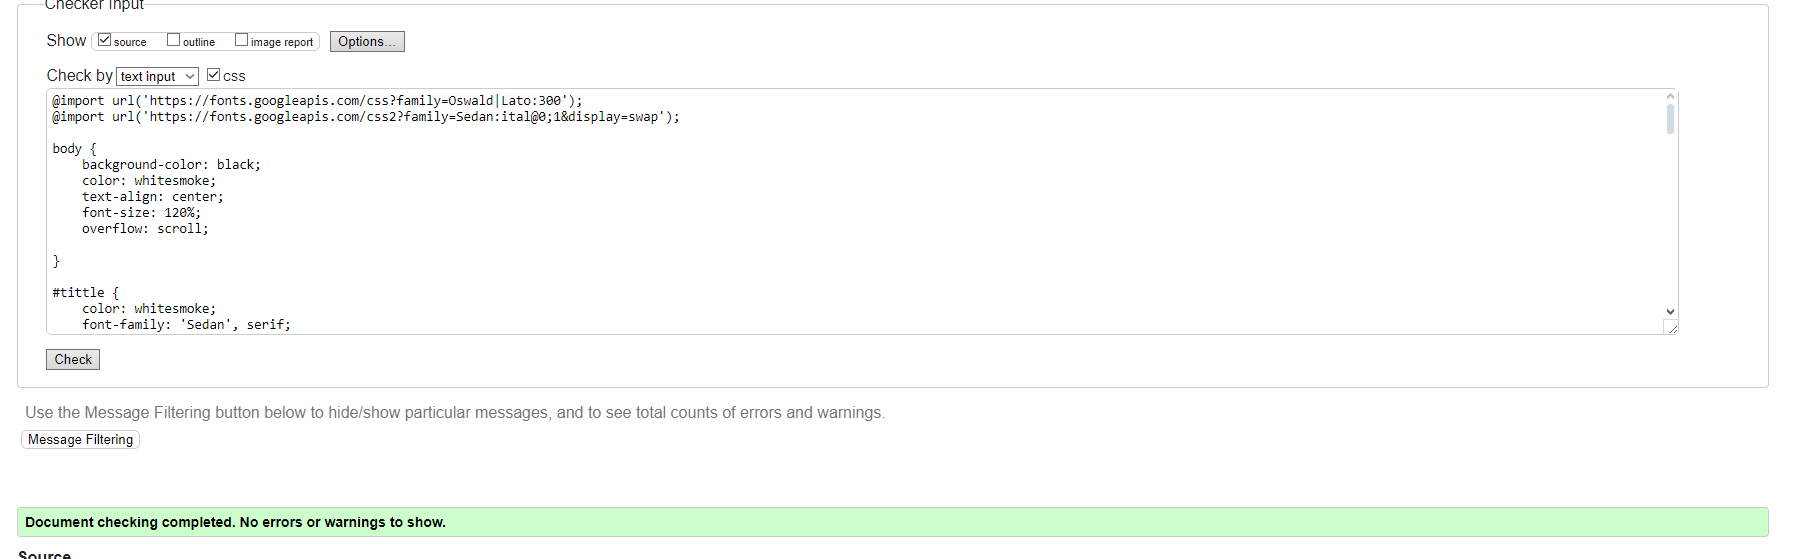 Checker Input
Show source outline image report Options...
Check by text input css
@import url('https://fonts.googleapis.com/css?family=Oswald|Lato:300');
@import url('https://fonts.googleapis.com/css2?family=Sedan:ital@0;1&display=swap');
body {
background-color: black;
color: whitesmoke;
text-align: center;
font-size: 120%;
overflow: scroll;
}
#tittle {
color: whitesmoke;
font-family: 'Sedan', serif;
Check
Use the Message Filtering button below to hide/show particular messages, and to see total counts of errors and warnings.
Message Filtering
Document checking completed. No errors or warnings to show.
Source